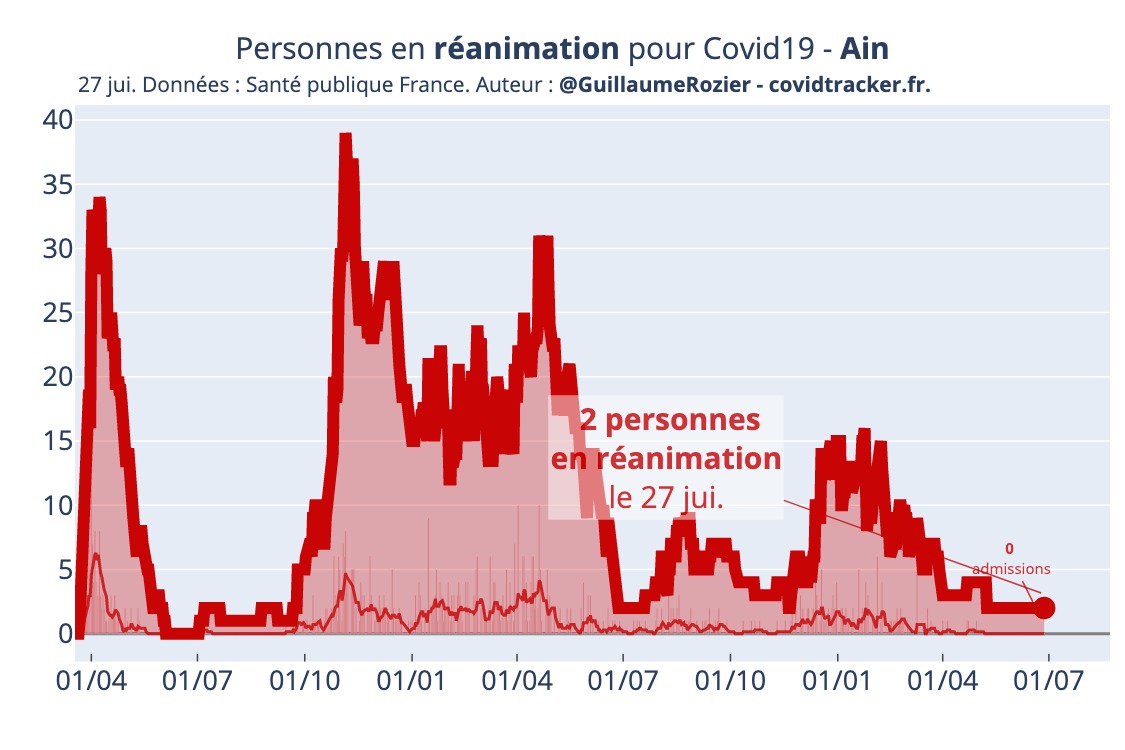 Personnes en réanimation pour Covid19 - Ain
27 jui. Données : Santé publique France. Auteur : @GuillaumeRozier - covidtracker.fr.
40
35
30
25
20
15
10
5
0
2 personnes
en réanimation
le 27 jui.
0
admissions
01/04 01/07 01/10 01/01 01/04 01/07 01/10 01/01 01/04 01/07